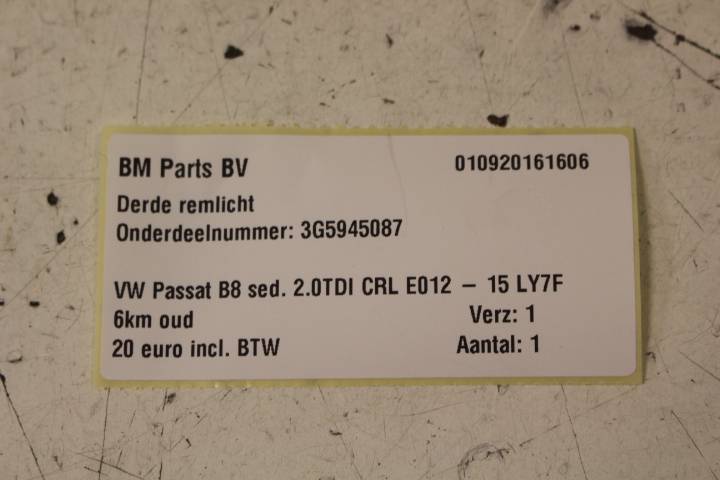 BM Parts BV 010920161606
Derde remlicht
Onderdeelnummer: 3G5945087
VW Passat B8 sed. 2.0TDI CRL E012 – 15 LY7F
6km oud Verz: 1
20 euro incl. BTW Aantal: 1